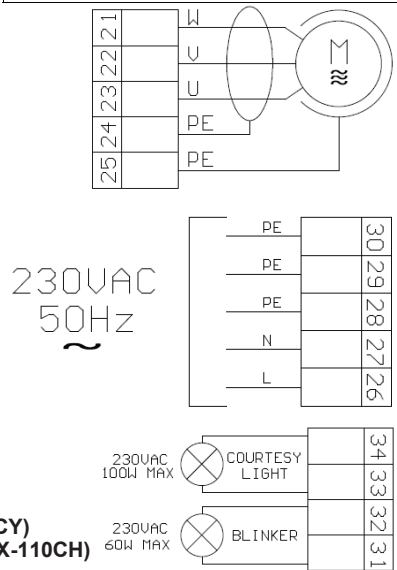 21 W
22 V
23 U
24 PE
25 PE
M
≋
230VAC
50Hz
~
PE 30
PE 29
PE 28
N 27
L 26
230VAC
100W MAX
COURTESY
LIGHT
34
33
CY)
X-110CH)
230VAC
60W MAX
BLINKER
32
31